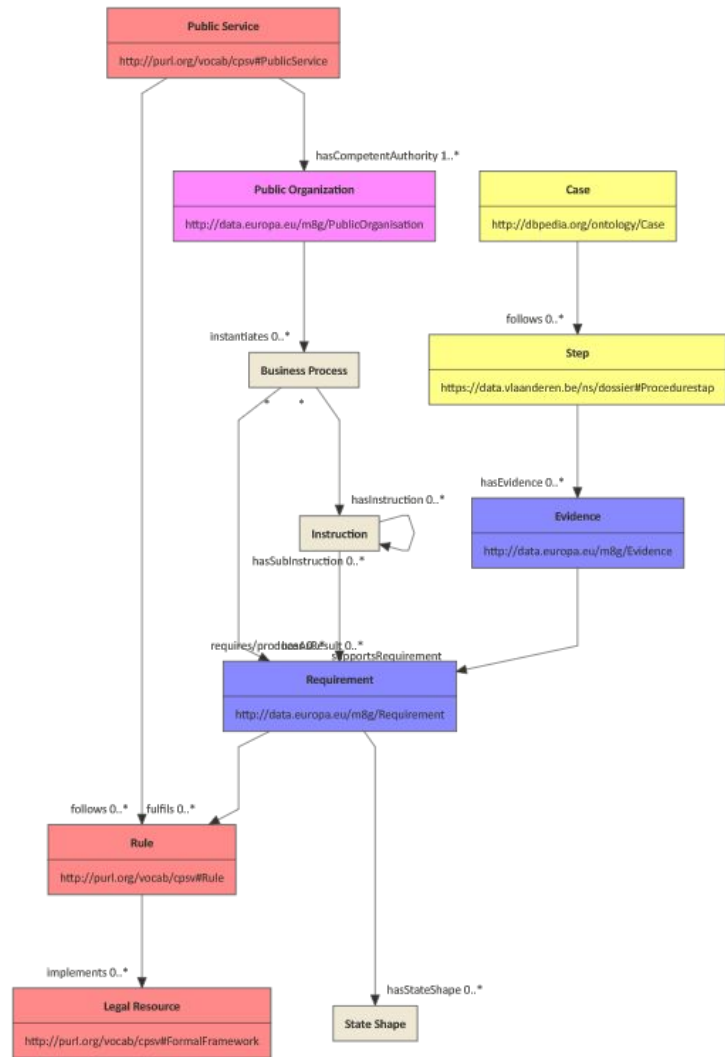 Public Service
http://purl.org/vocab/cpsv#PublicService
hasCompetentAuthority 1..*
Public Organization
http://data.europa.eu/m8g/PublicOrganisation
Case
http://dbpedia.org/ontology/Case
instantiates 0..*
follows 0..*
Business Process
* *
Step
https://data.vlaanderen.be/ns/dossier#Procedurestap
hasInstruction 0..*
hasEvidence 0..*
Instruction
hasSubInstruction 0..*
Evidence
http://data.europa.eu/m8g/Evidence
supportsRequirement
Requirement
http://data.europa.eu/m8g/Requirement
follows 0..*
fulfils 0..*
Rule
http://purl.org/vocab/cpsv#Rule
implements 0..*
hasStateShape 0..*
Legal Resource
http://purl.org/vocab/cpsv#FormalFramework
State Shape